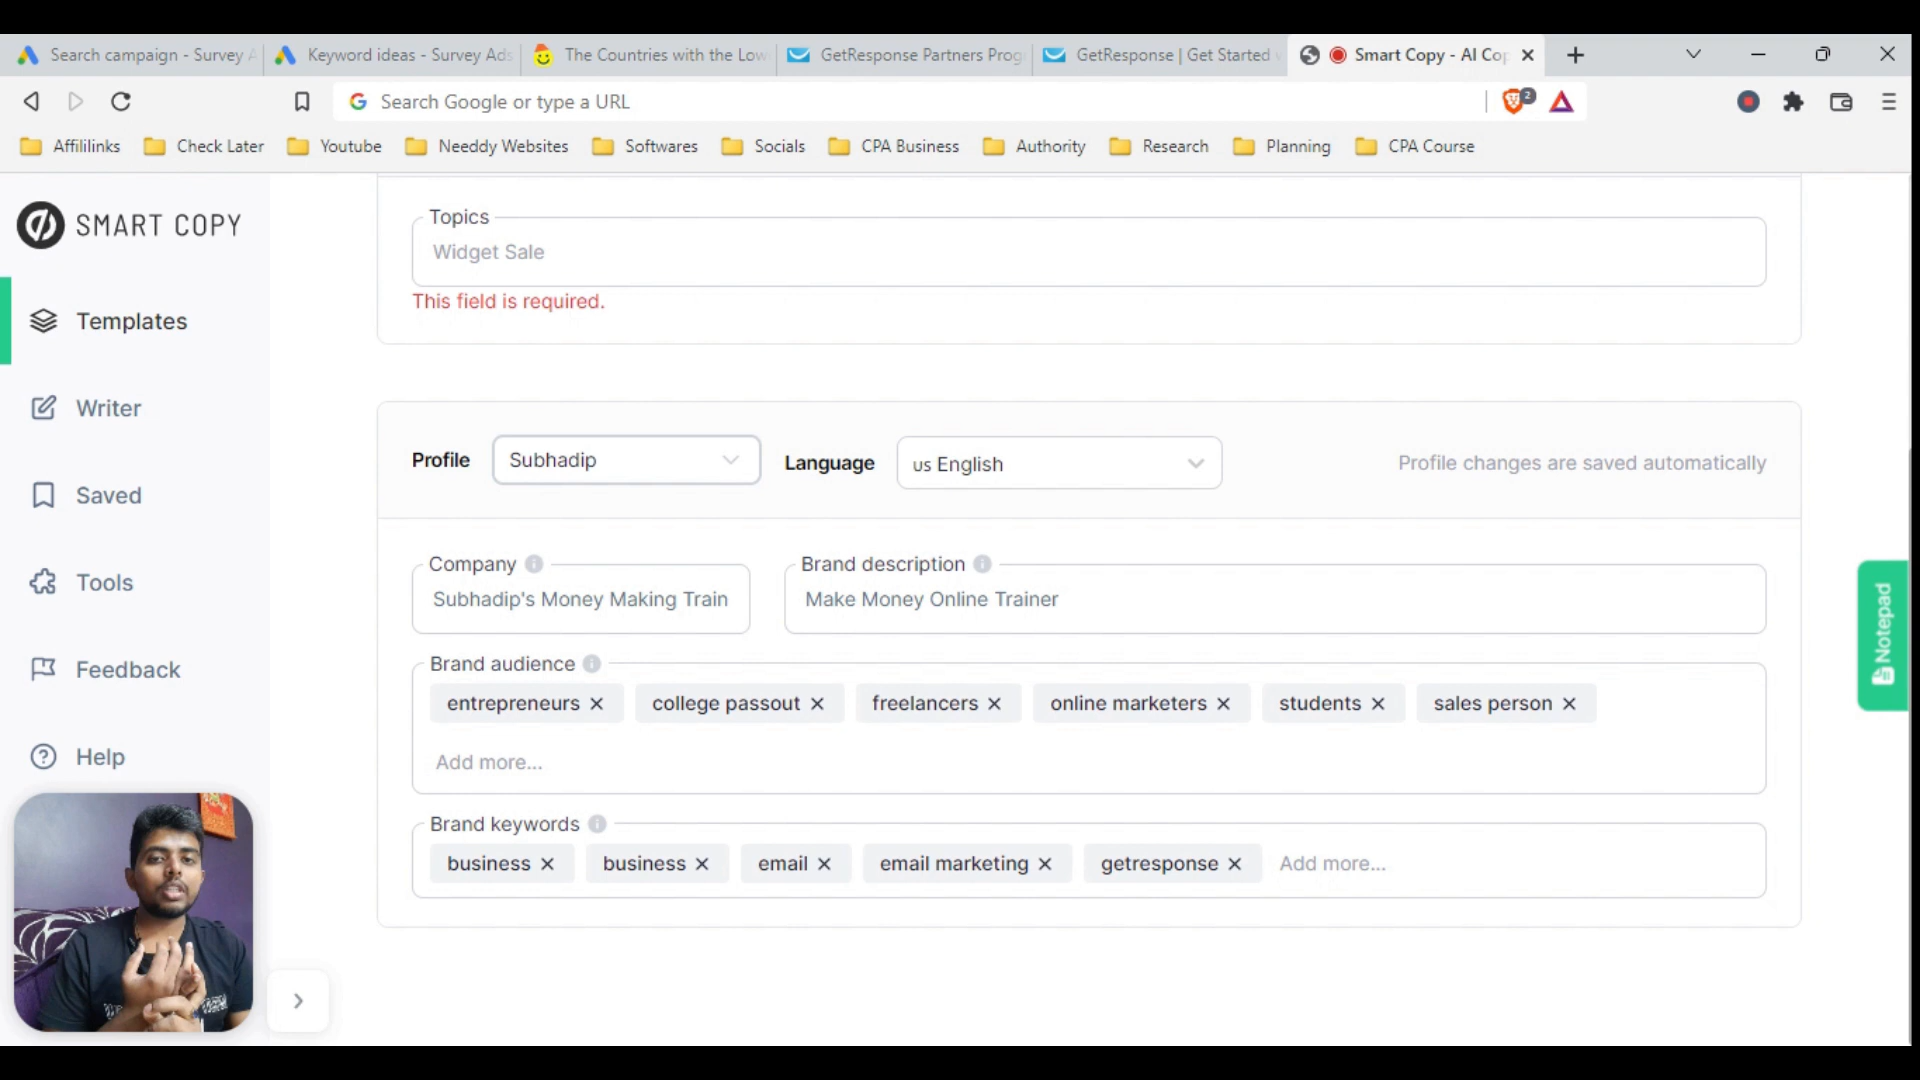 Search campaign - Survey A
Keyword ideas - Survey Ads
The Countries with the Low
GetResponse Partners Prog
GetResponse | Get Started w
Smart Copy - AI Cop
Search Google or type a URL
2
Affililinks
Check Later
Youtube
Needdy Websites
Softwares
Socials
CPA Business
Authority
Research
Planning
CPA Course
SMART COPY
Templates
Writer
Saved
Tools
Feedback
Help
Topics
Widget Sale
This field is required.
Profile
Subhadip
Language
us English
Profile changes are saved automatically
Company
Subhadip's Money Making Train
Brand description
Make Money Online Trainer
Brand audience
entrepreneurs
college passout
freelancers
online marketers
students
sales person
Add more...
Brand keywords
business
business
email
email marketing
getresponse
Add more...
Notepad